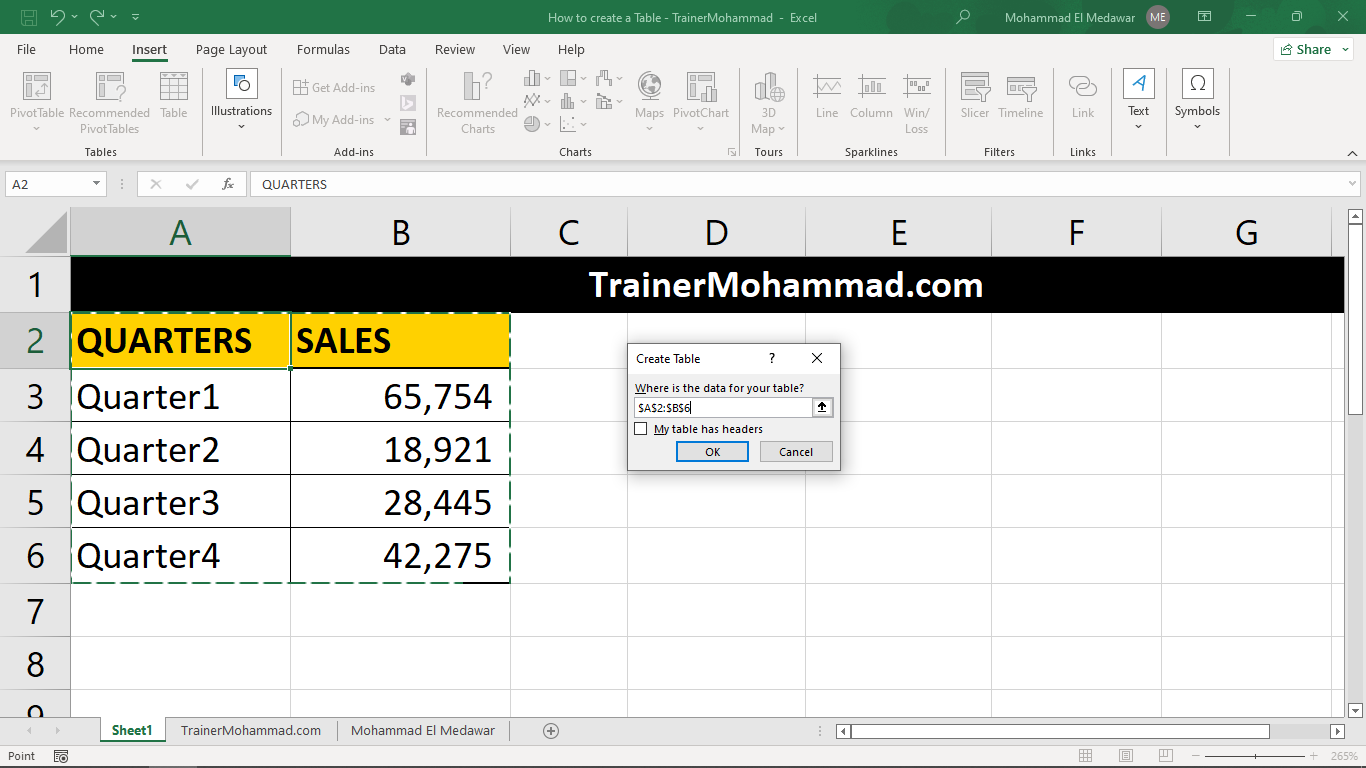 How to create a Table - TrainerMohammad - Excel
Mohammad El Medawar
ME
File Home Insert Page Layout Formulas Data Review View Help
Share
PivotTable
Recommended PivotTables
Table
Illustrations
Get Add-ins
My Add-ins
Recommended Charts
Maps
PivotChart
3D Map
Line
Column
Win/ Loss
Slicer
Timeline
Link
Text
Symbols
Tables
Add-ins
Charts
Tours
Sparklines
Filters
Links
A2
fx
QUARTERS
A B C D E F G
1 TrainerMohammad.com
2 QUARTERS SALES
3 Quarter1 65,754
4 Quarter2 18,921
5 Quarter3 28,445
6 Quarter4 42,275
7
8
9
Create Table ?
Where is the data for your table?
$A$2:$B$6
My table has headers
OK Cancel
Sheet1 TrainerMohammad.com Mohammad El Medawar
Point
265%